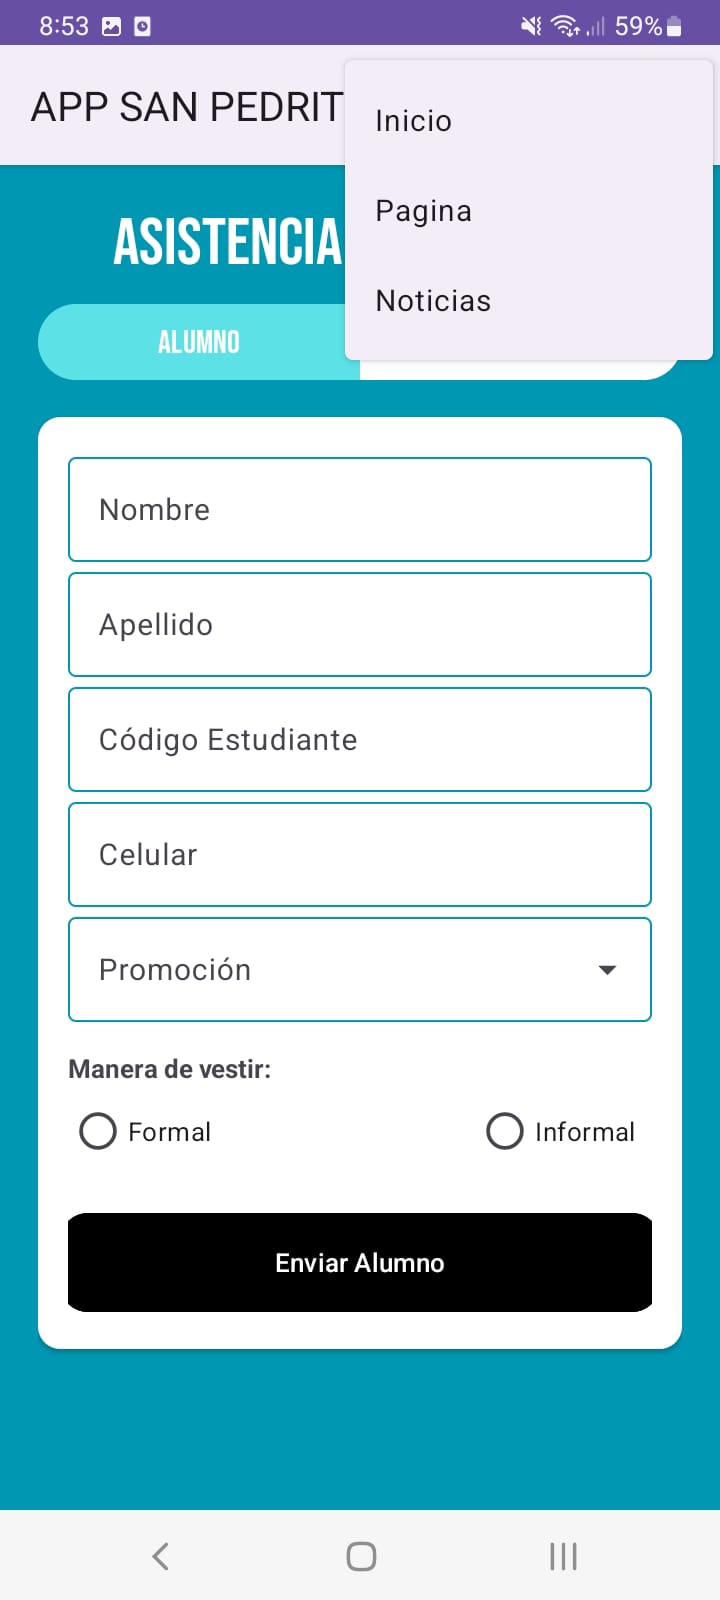 8:53 59%
APP SAN PEDRIT
Inicio
Pagina
Noticias
ASISTENCIA
ALUMNO
Nombre
Apellido
Código Estudiante
Celular
Promoción
Manera de vestir:
Formal Informal
Enviar Alumno